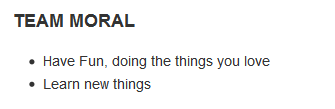 TEAM MORAL
• Have Fun, doing the things you love
• Learn new things